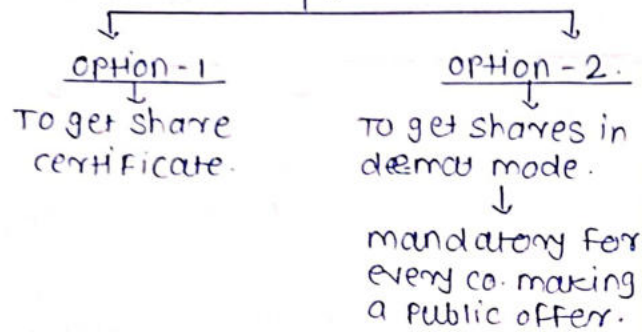 OPTION - 1
To get share
certificate.
OPTION - 2.
To get shares in
deemat mode.
mandatory for
every co. making
a public offer.